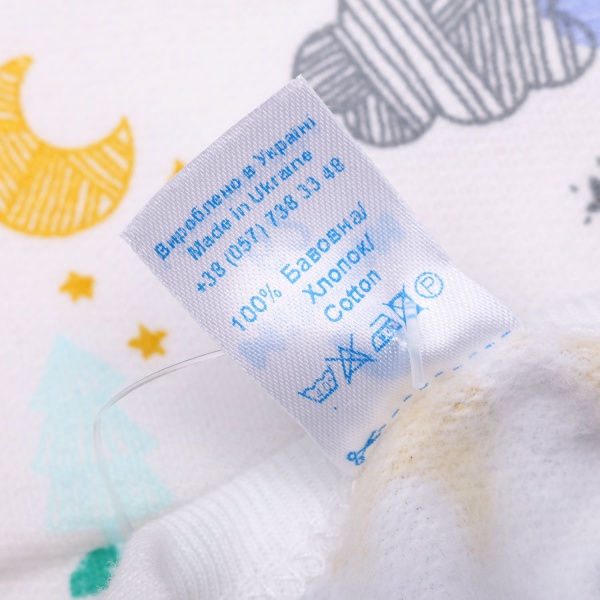 Вироблено в Україні
Made in Ukraine
+38 (057) 738 33 48
100% Бавовна/
Хлопок/
Cotton
P